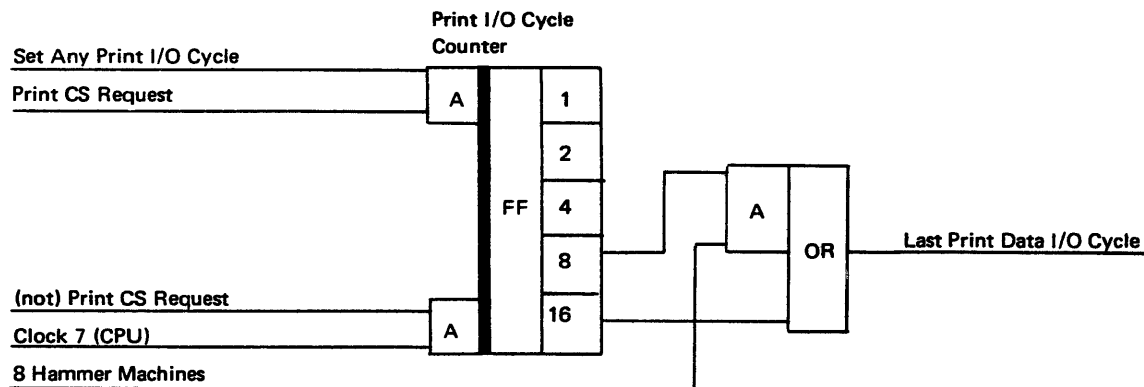 Print I/O Cycle
Counter
Set Any Print I/O Cycle
Print CS Request
A
1
2
FF
4
8
16
A
OR
Last Print Data I/O Cycle
(not) Print CS Request
A
Clock 7 (CPU)
8 Hammer Machines